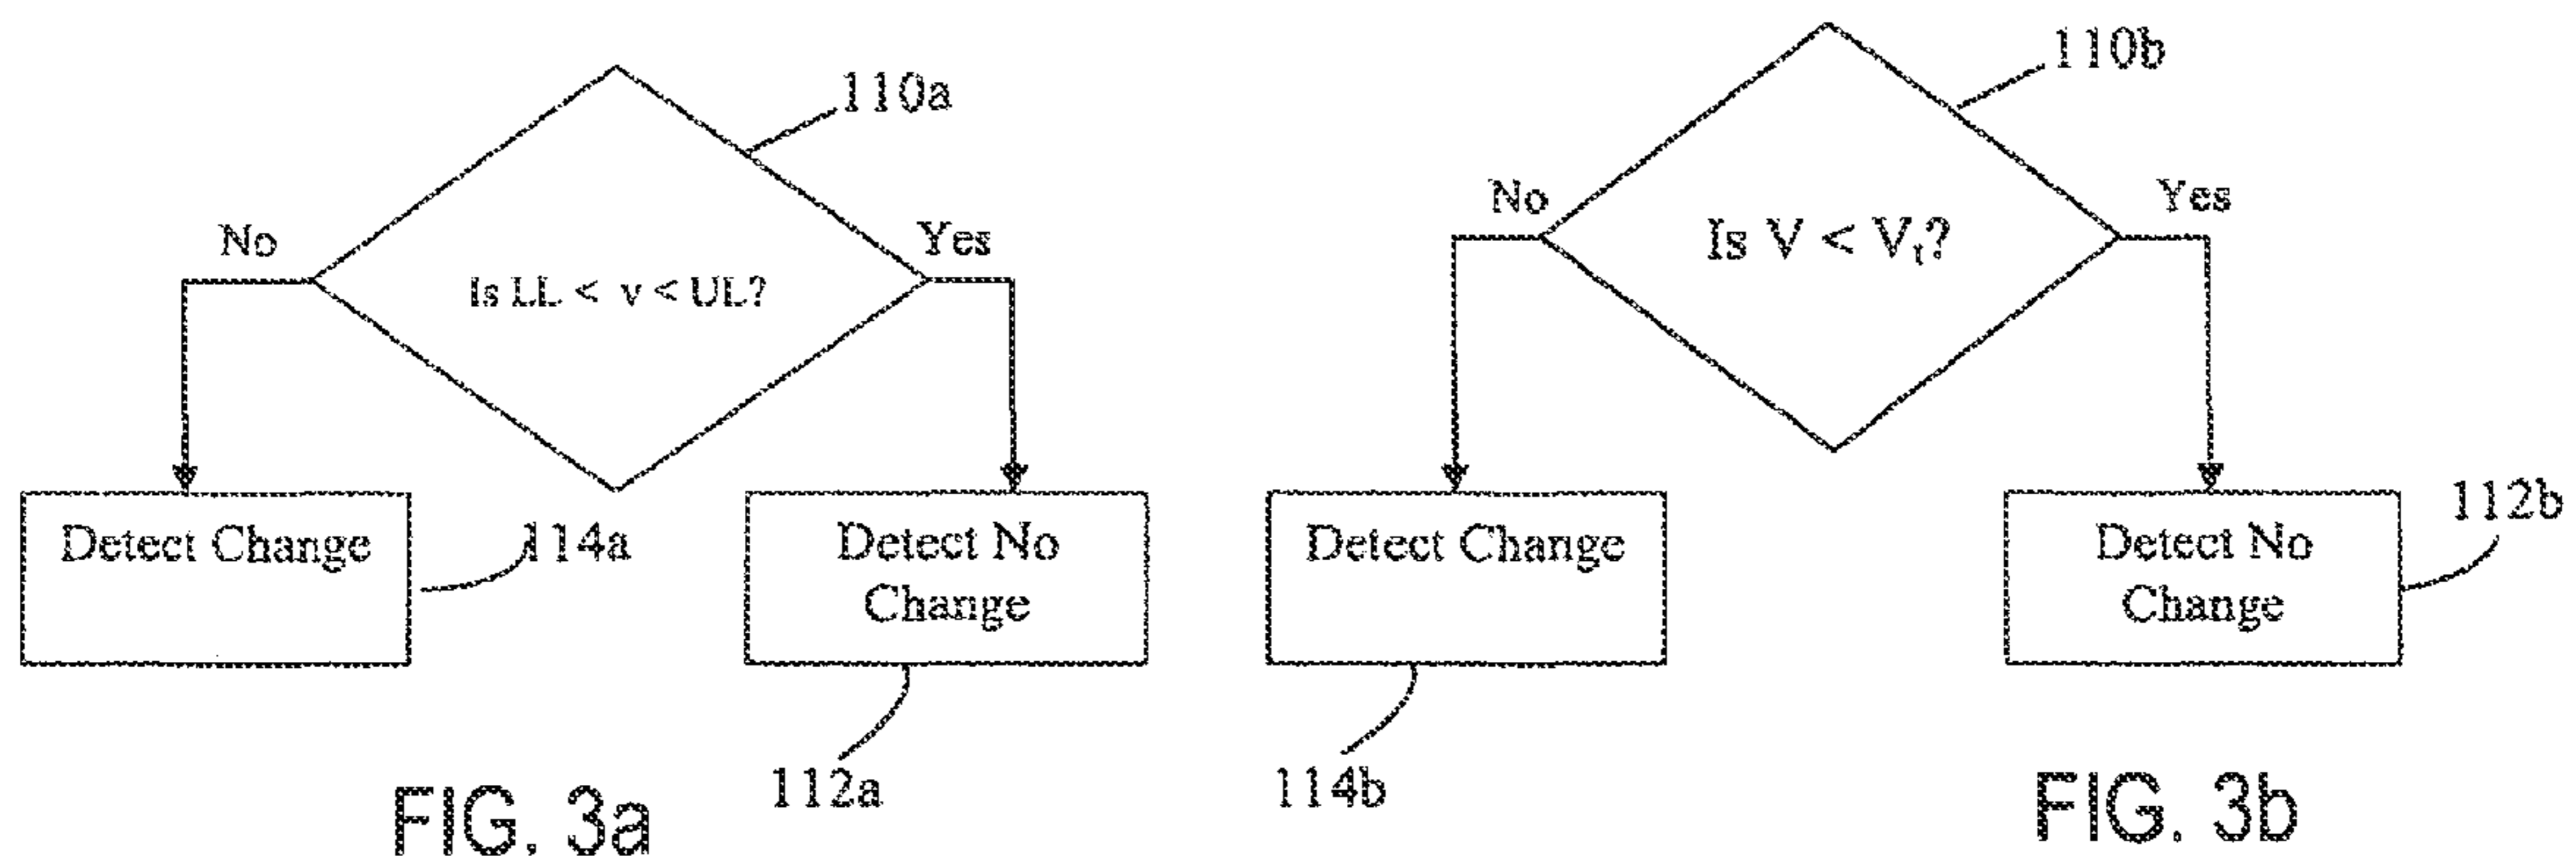 110a
No
Yes
Is LL < v < UL?
Detect Change
114a
Detect No
Change
112a
FIG. 3a
110b
No
Yes
Is V < Vₜ?
Detect Change
114b
Detect No
Change
112b
FIG. 3b